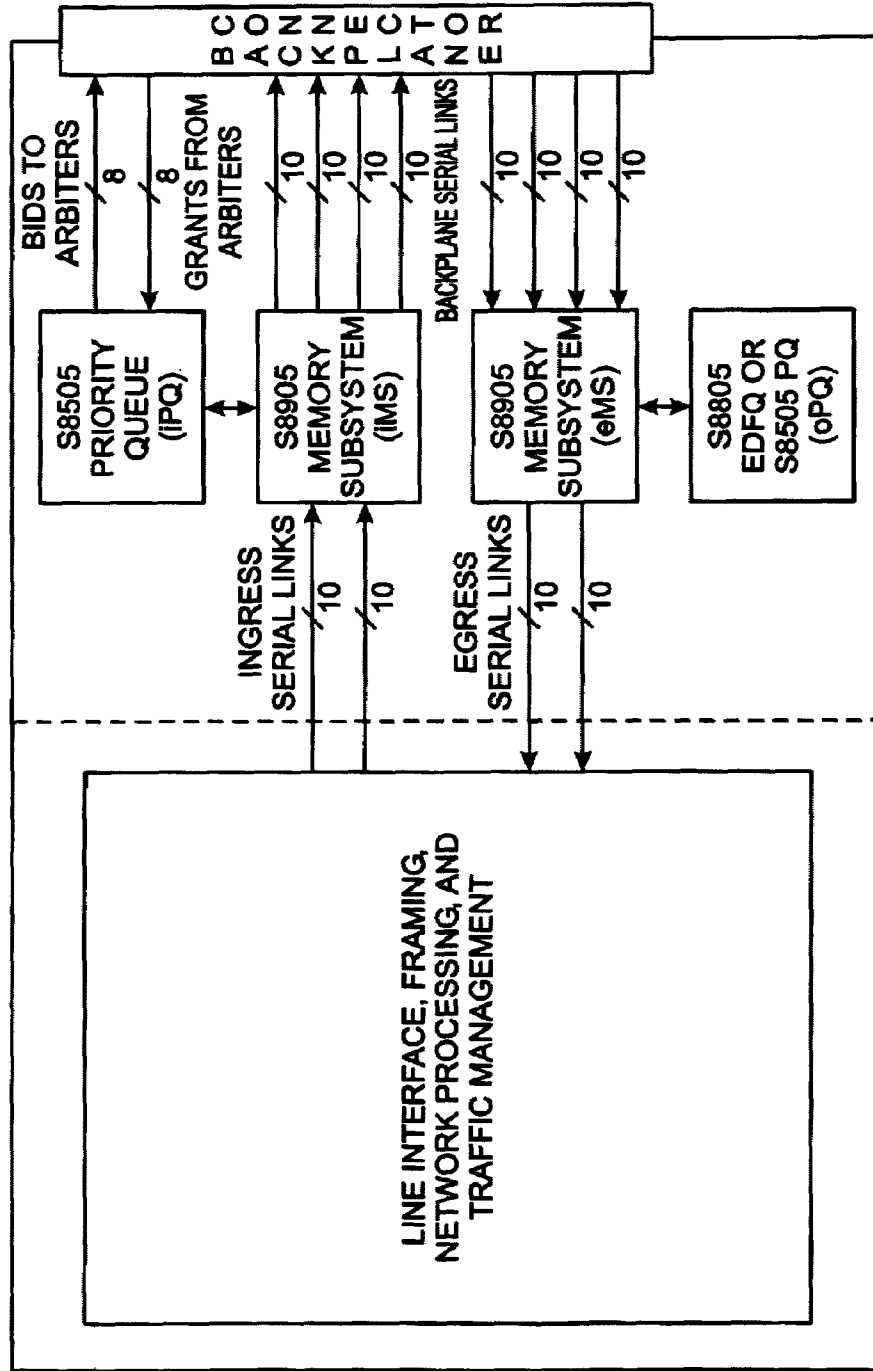 LINE INTERFACE, FRAMING,
NETWORK PROCESSING, AND
TRAFFIC MANAGEMENT
INGRESS
SERIAL LINKS
10
10
EGRESS
SERIAL LINKS
10
10
S8505
PRIORITY
QUEUE
(iPQ)
S8905
MEMORY
SUBSYSTEM
(iMS)
S8905
MEMORY
SUBSYSTEM
(eMS)
S8805
EDFQ OR
S8505 PQ
(oPQ)
BIDS TO
ARBITERS
8
8
GRANTS FROM
ARBITERS
10
10
10
10
BACKPLANE SERIAL LINKS
10
10
10
10
B C
A O
C N
K N
P E
L C
A T
N O
E R